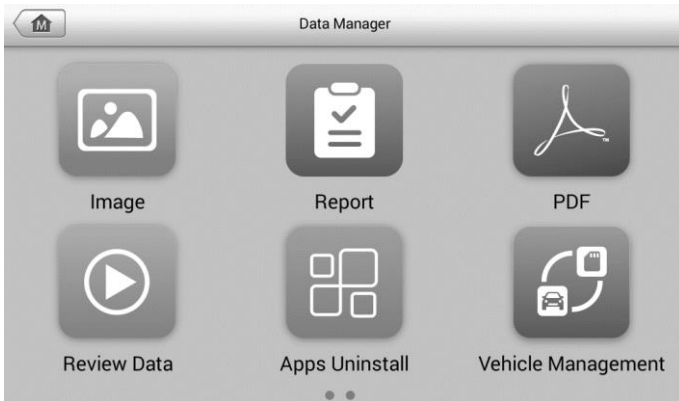 M
Data Manager
Image
Report
PDF
Review Data
Apps Uninstall
Vehicle Management